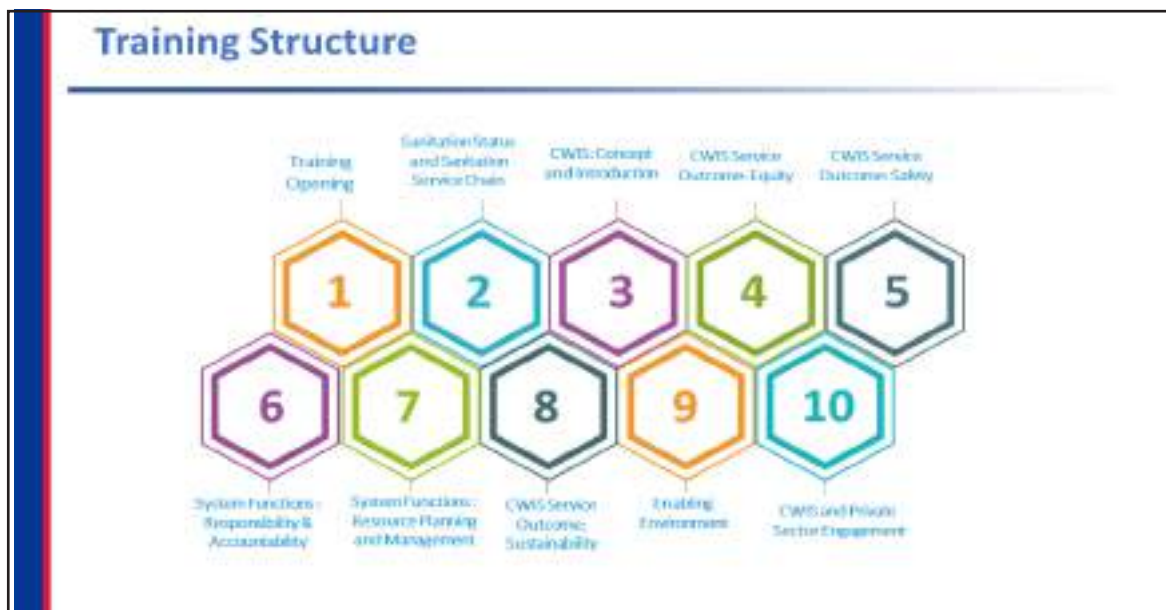 Training Structure
Training
Opening
Sanitation Status
and Sanitation
Service Chain
CWIS: Concept
and Introduction
CWIS Service
Outcome: Equity
CWIS Service
Outcome: Safety
1
2
3
4
5
6
7
8
9
10
System Functions -
Responsibility &
Accountability
System Functions :
Resource Planning
and Management
CWIS Service
Outcome:
Sustainability
Enabling
Environment
CWIS and Private
Sector Engagement